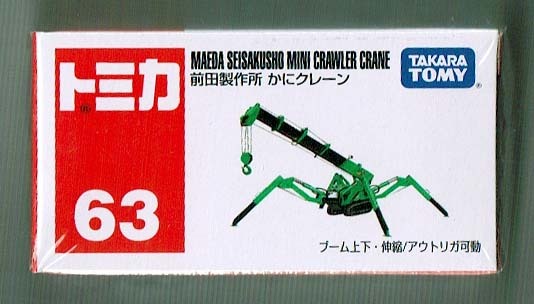 トミカ
63
MAEDA SEISAKUSHO MINI CRAWLER CRANE
前田製作所 かにクレーン
TAKARA
TOMY
ブーム上下・伸縮/アウトリガ可動